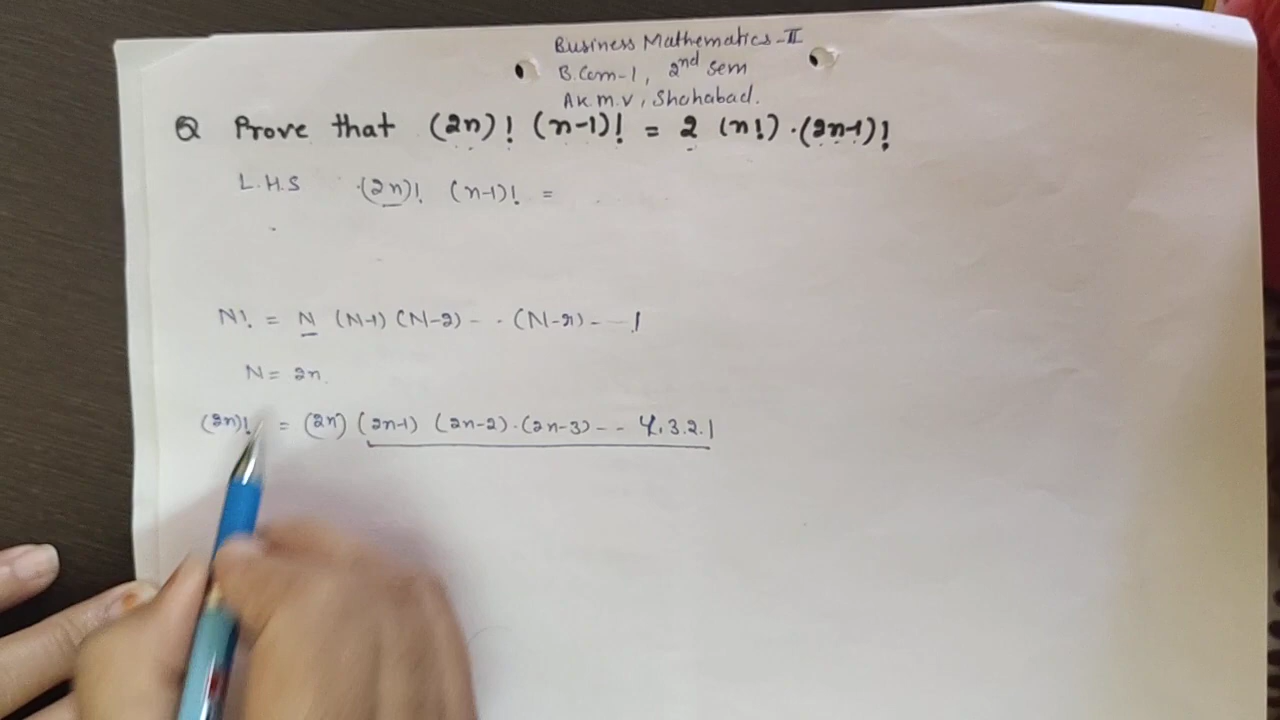 Business Mathematics-II
B.Com-1, 2nd Sem
A.K.M.V, Shahabad.
Q Prove that (2n)! (n-1)! = 2 (n!) · (2n-1)!
L.H.S (2n)! (n-1)! =
N! = N (N-1) (N-2) - - (N-r) - - 1
N = 2n.
(2n)! = (2n) (2n-1) (2n-2) · (2n-3) - - 4.3.2.1